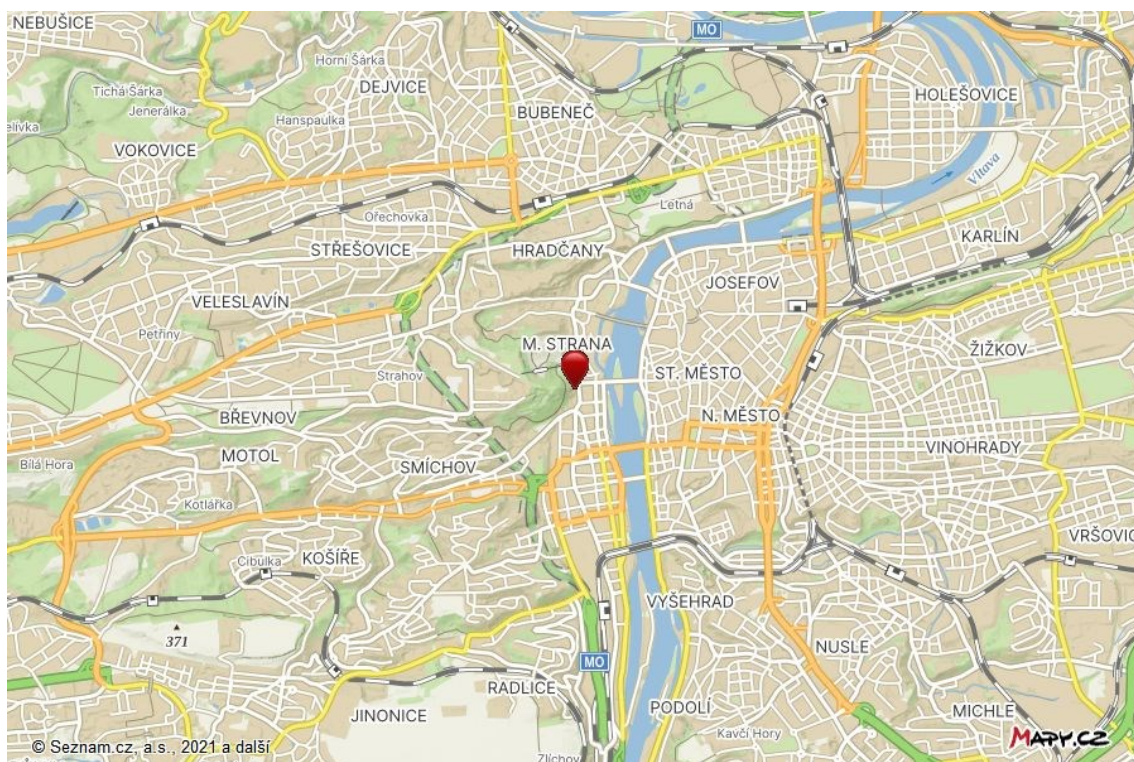 NEBUŠICE
MO
Horní Šárka
DEJVICE
Tichá Šárka
HOLEŠOVICE
Jenerálka
BUBENEČ
Hanspaulka
VOKOVICE
Vltava
Letná
Ořechovka
KARLÍN
STŘEŠOVICE
HRADČANY
JOSEFOV
VELESLAVÍN
Petřiny
M. STRANA
ŽIŽKOV
Strahov
ST. MĚSTO
BŘEVNOV
N. MĚSTO
VINOHRADY
MOTOL
Bílá Hora
SMÍCHOV
Kotlářka
VRŠOVIC
KOŠÍŘE
Cibulka
VYŠEHRAD
371
NUSLE
MO
RADLICE
PODOLÍ
JINONICE
MICHLE
Kavčí Hory
© Seznam.cz, a.s., 2021 a další
MAPY.CZ
Zlíchov